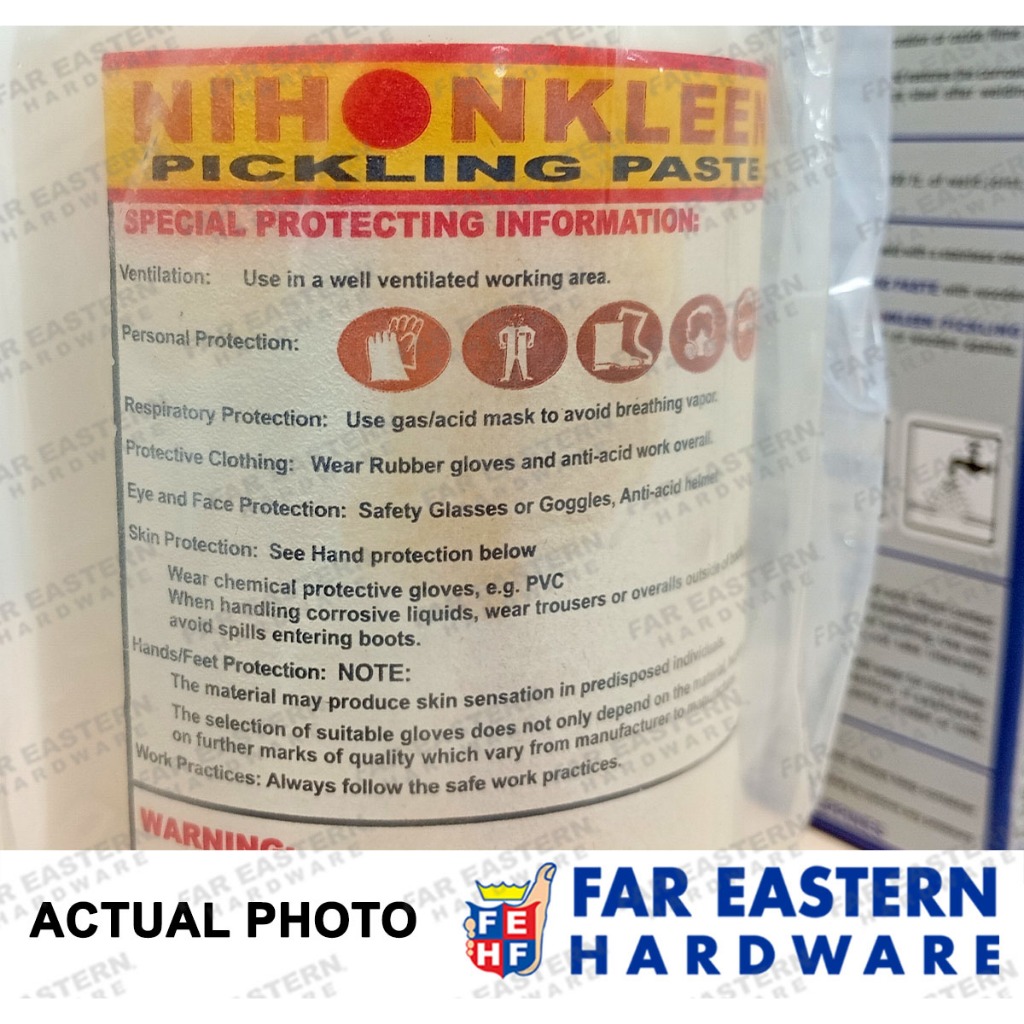 NIHONKLEEN
PICKLING PASTE
SPECIAL PROTECTING INFORMATION:
Ventilation: Use in a well ventilated working area.
Personal Protection:
Respiratory Protection: Use gas/acid mask to avoid breathing vapor.
Protective Clothing: Wear Rubber gloves and anti-acid work overall.
Eye and Face Protection: Safety Glasses or Goggles, Anti-acid helmet
Skin Protection: See Hand protection below
Wear chemical protective gloves, e.g. PVC
When handling corrosive liquids, wear trousers or overalls outside of
avoid spills entering boots.
Hands/Feet Protection: NOTE:
The material may produce skin sensation in predisposed individuals.
The selection of suitable gloves does not only depend on the material,
on further marks of quality which vary from manufacturer to
Work Practices: Always follow the safe work practices.
WARNING:
ACTUAL PHOTO
FEHF
FAR EASTERN
HARDWARE